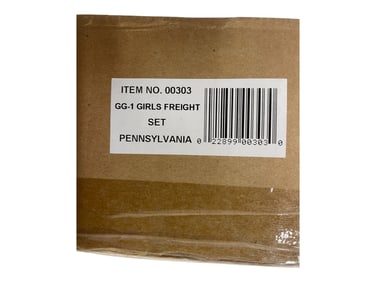 ITEM NO. 00303
GG-1 GIRLS FREIGHT
SET
PENNSYLVANIA
0 22899 00303 0